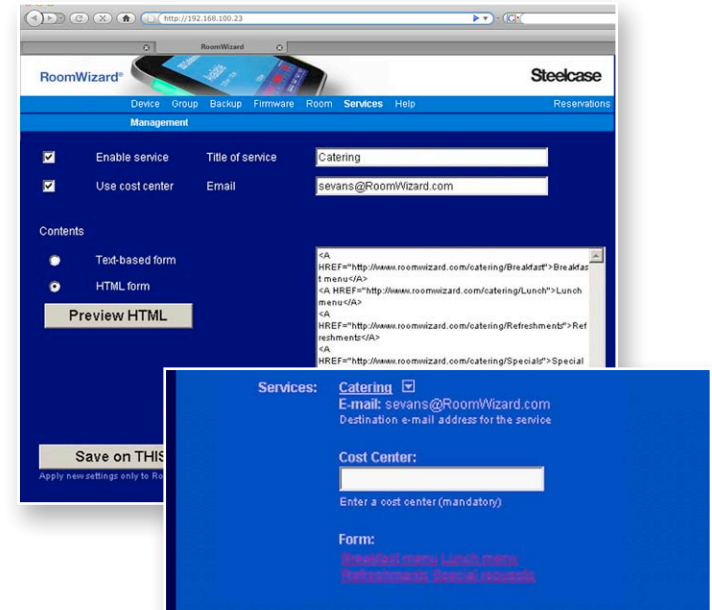 http://192.168.100.23
RoomWizard
RoomWizard®
Steelcase
Device Group Backup Firmware Room Services Help Reservations
Management
Enable service Title of service Catering
Use cost center Email sevans@RoomWizard.com
Contents
Text-based form
HTML form
Preview HTML
<A
HREF="http://www.roomwizard.com/catering/Breakfast">Breakfas
t menu</A>
<A HREF="http://www.roomwizard.com/catering/Lunch">Lunch
menu</A>
<A
HREF="http://www.roomwizard.com/catering/Refreshments">Ref
reshments</A>
<A
HREF="http://www.roomwizard.com/catering/Specials">Special
Save on THIS
Apply new settings only to Ro
Services: Catering
E-mail: sevans@RoomWizard.com
Destination e-mail address for the service
Cost Center:
Enter a cost center (mandatory)
Form:
Breakfast menu Lunch menu
Refreshments Special requests